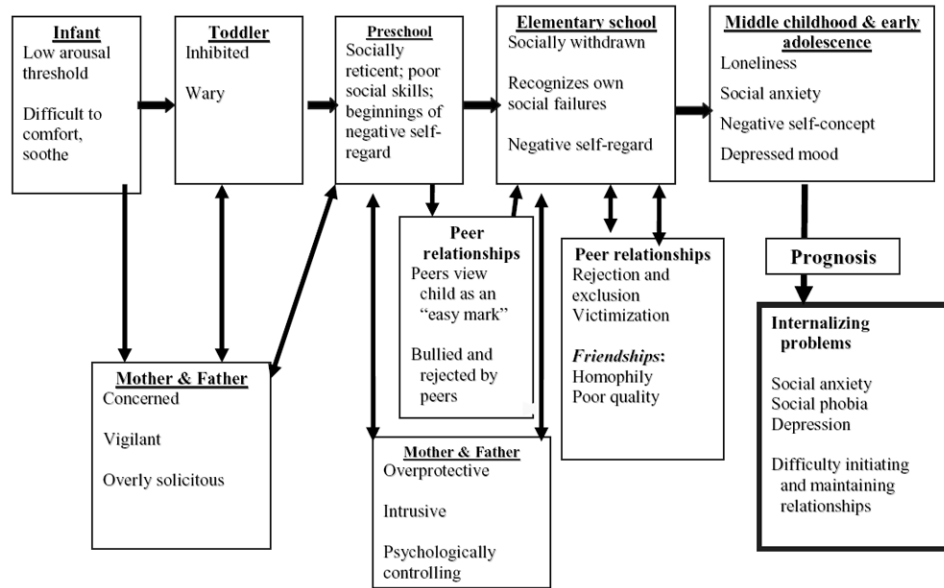 Infant
Low arousal
threshold
Difficult to
comfort,
soothe
Toddler
Inhibited
Wary
Preschool
Socially
reticent; poor
social skills;
beginnings of
negative self-
regard
Elementary school
Socially withdrawn
Recognizes own
social failures
Negative self-regard
Middle childhood & early
adolescence
Loneliness
Social anxiety
Negative self-concept
Depressed mood
Mother & Father
Concerned
Vigilant
Overly solicitous
Peer
relationships
Peers view
child as an
“easy mark”
Bullied and
rejected by
peers
Mother & Father
Overprotective
Intrusive
Psychologically
controlling
Peer relationships
Rejection and
exclusion
Victimization
Friendships:
Homophily
Poor quality
Prognosis
Internalizing
problems
Social anxiety
Social phobia
Depression
Difficulty initiating
and maintaining
relationships